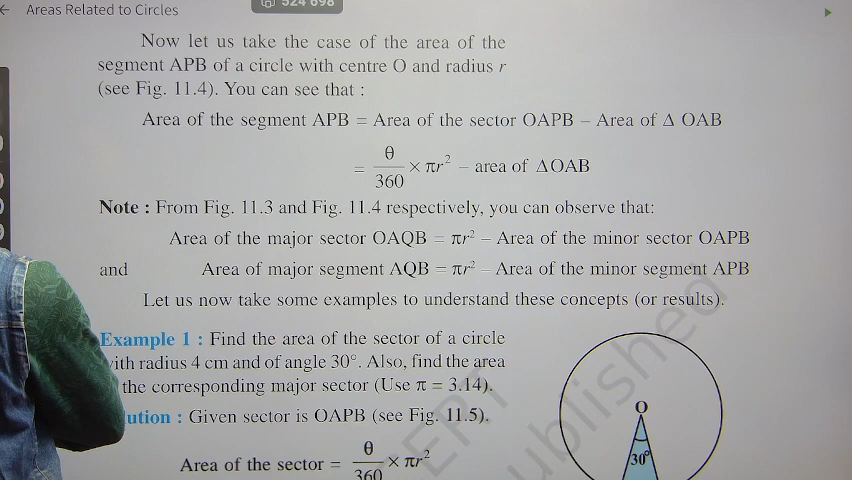 Areas Related to Circles
524 698
Now let us take the case of the area of the
segment APB of a circle with centre O and radius r
(see Fig. 11.4). You can see that :
Area of the segment APB = Area of the sector OAPB – Area of Δ OAB
= θ/360 × πr² – area of ΔOAB
Note : From Fig. 11.3 and Fig. 11.4 respectively, you can observe that:
Area of the major sector OAQB = πr² – Area of the minor sector OAPB
and Area of major segment AQB = πr² – Area of the minor segment APB
Let us now take some examples to understand these concepts (or results).
Example 1 : Find the area of the sector of a circle
with radius 4 cm and of angle 30°. Also, find the area
the corresponding major sector (Use π = 3.14).
ution : Given sector is OAPB (see Fig. 11.5).
Area of the sector = θ/360 × πr²
O
30°
ERT
ublished